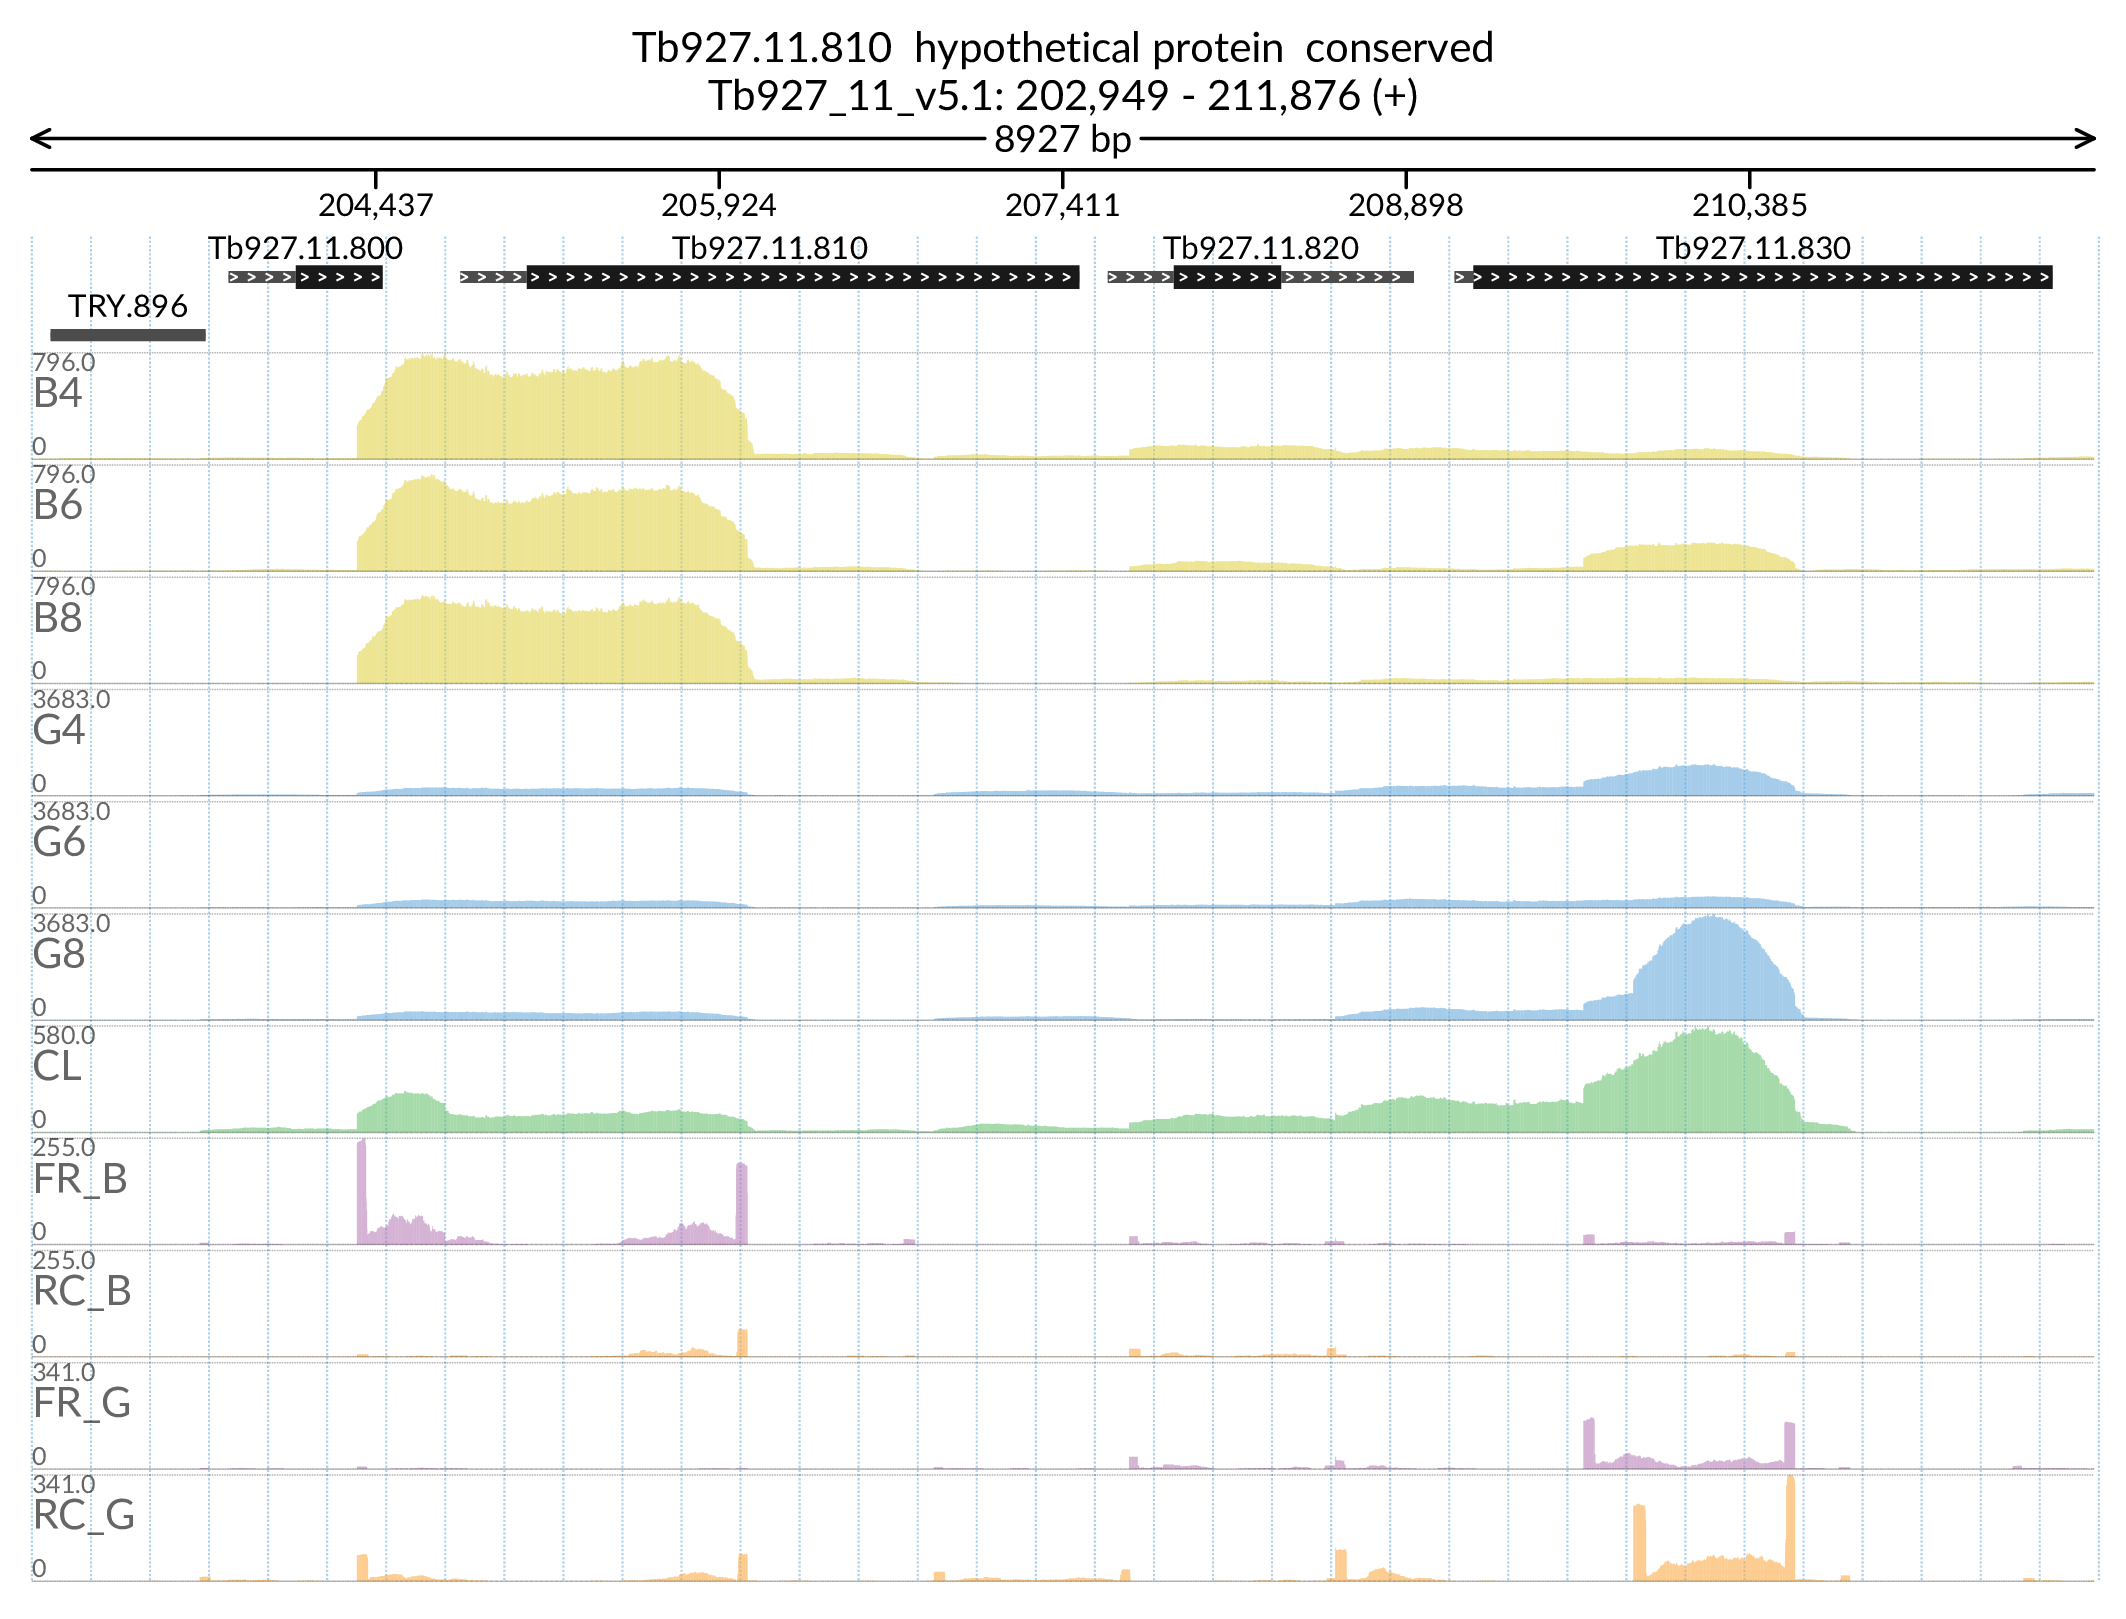 Tb927.11.810  hypothetical protein  conserved
Tb927_11_v5.1: 202,949 - 211,876 (+)
8927 bp
204,437 205,924 207,411 208,898 210,385
Tb927.11.800 Tb927.11.810 Tb927.11.820 Tb927.11.830
TRY.896
796.0
B4
0
796.0
B6
0
796.0
B8
0
3683.0
G4
0
3683.0
G6
0
3683.0
G8
0
580.0
CL
0
255.0
FR_B
0
255.0
RC_B
0
341.0
FR_G
0
341.0
RC_G
0